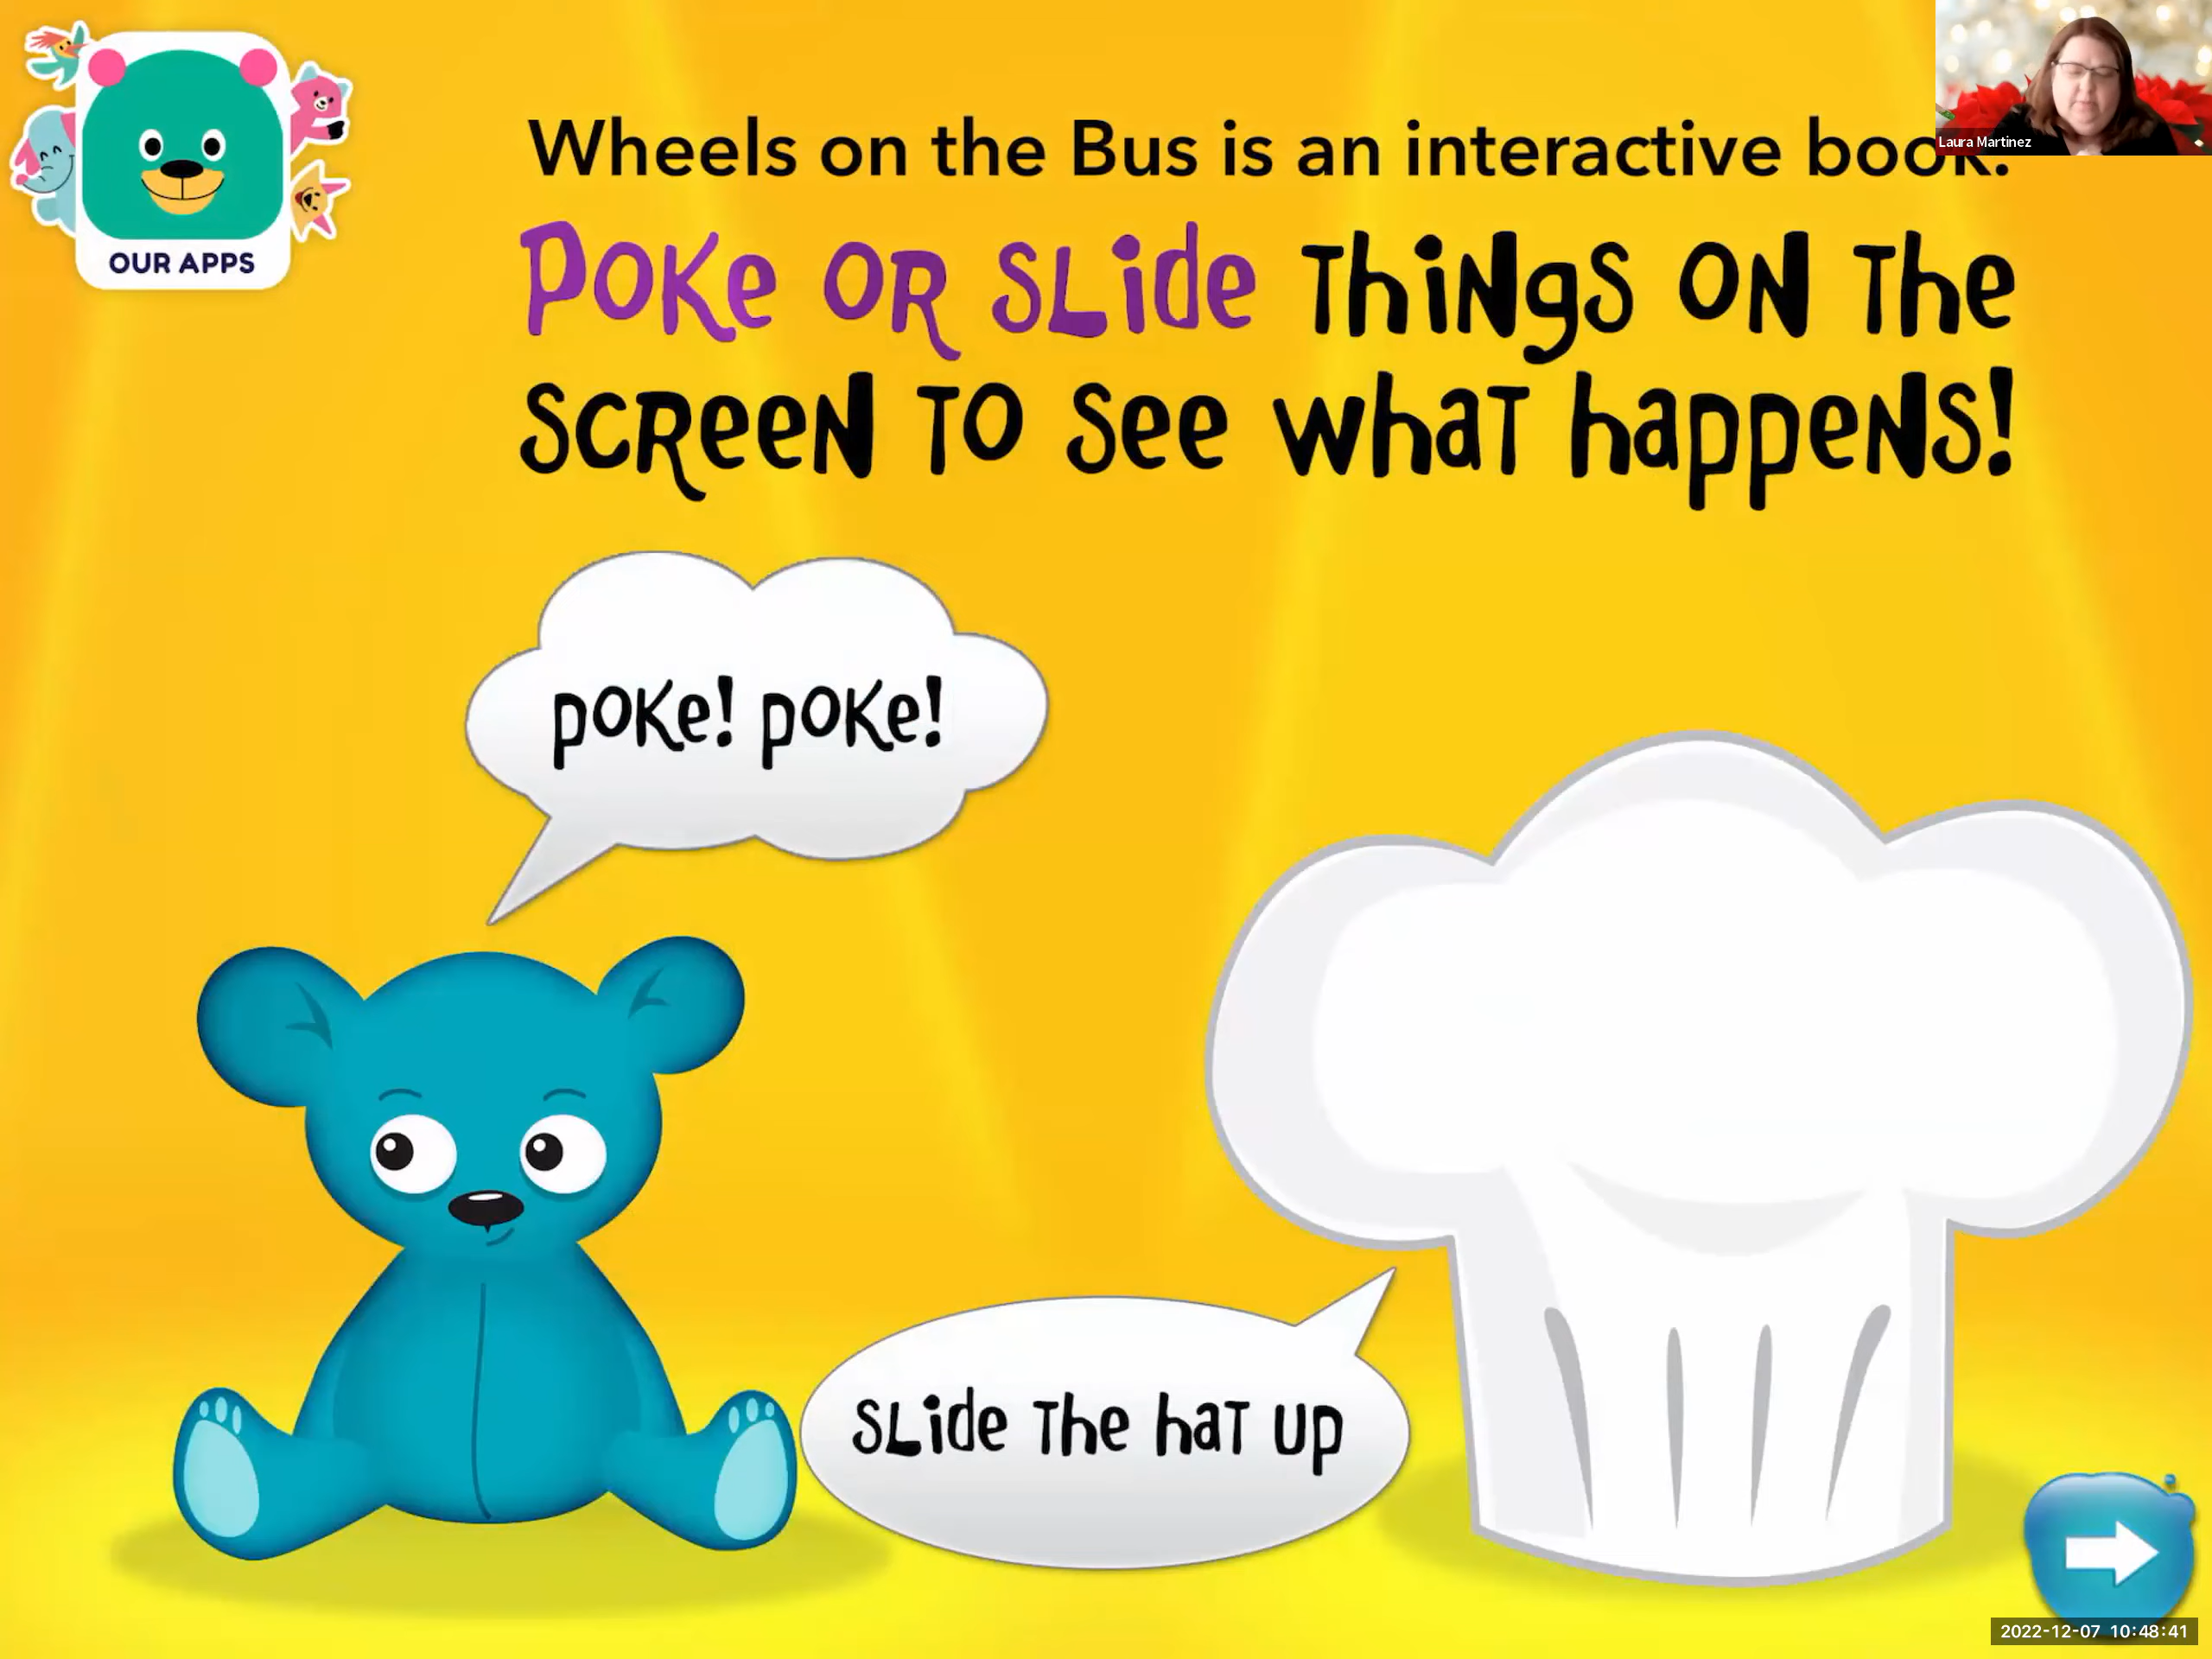 OUR APPS
Wheels on the Bus is an interactive book.
Poke or slide things on the
screen to see what happens!
Laura Martinez
poke! poke!
slide the hat up
2022-12-07 10:48:41